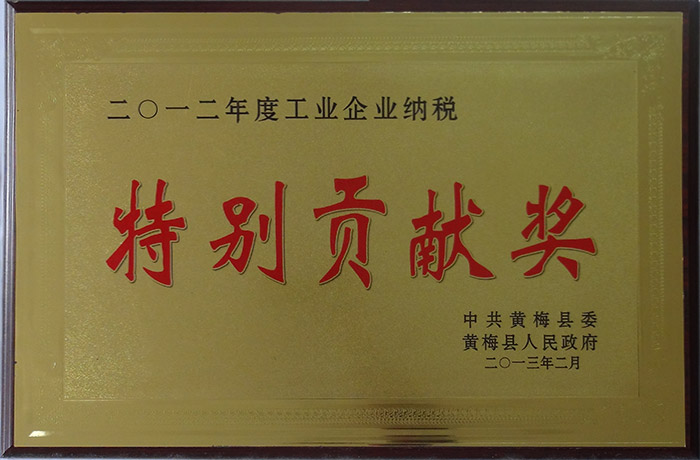 二〇一二年度工业企业纳税
特别贡献奖
中共黄梅县委
黄梅县人民政府
二〇一三年二月